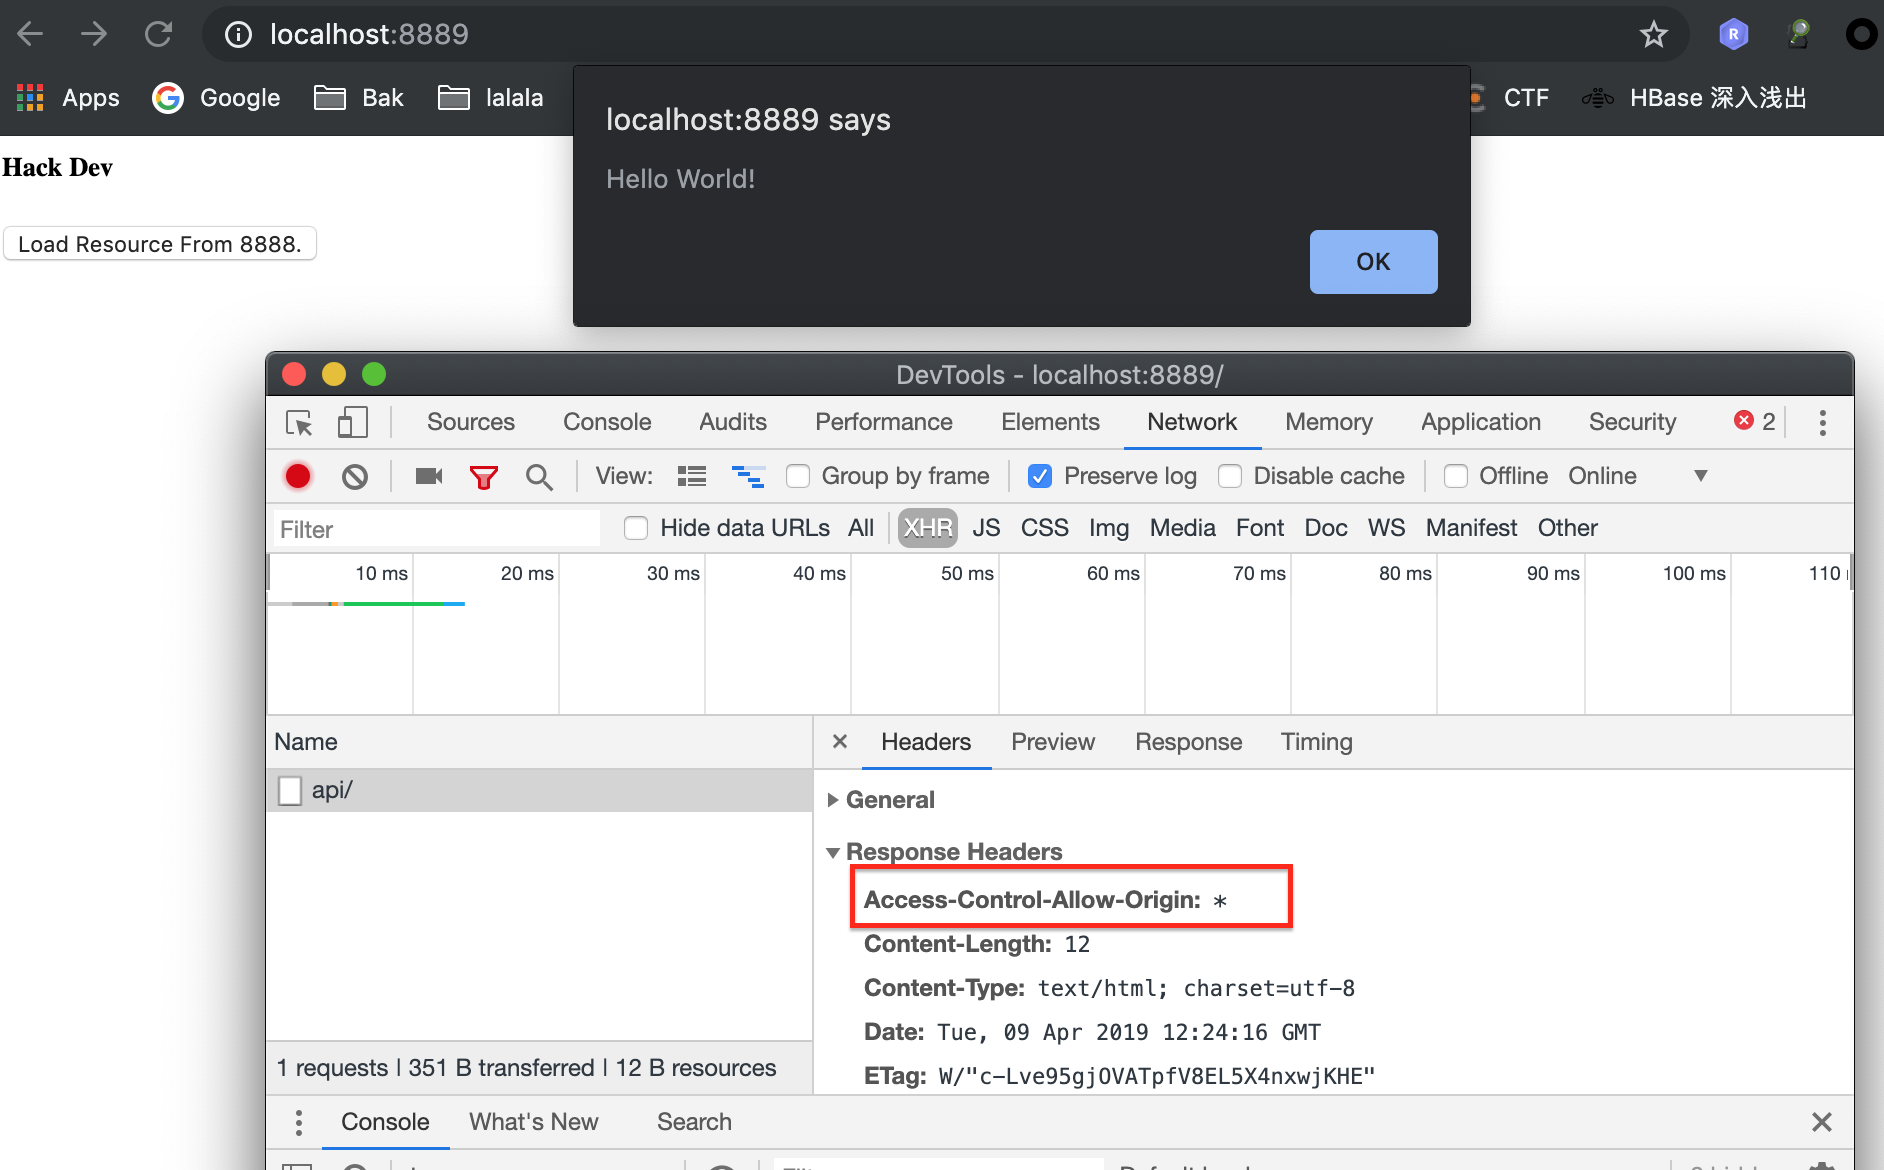 localhost:8889
Apps Google Bak lalala CTF HBase 深入浅出
localhost:8889 says
Hello World!
OK
Hack Dev
Load Resource From 8888.
DevTools - localhost:8889/
Sources Console Audits Performance Elements Network Memory Application Security 2
View: Group by frame Preserve log Disable cache Offline Online
Filter Hide data URLs All XHR JS CSS Img Media Font Doc WS Manifest Other
10 ms 20 ms 30 ms 40 ms 50 ms 60 ms 70 ms 80 ms 90 ms 100 ms 110
Name
Headers Preview Response Timing
api/
General
Response Headers
Access-Control-Allow-Origin: *
Content-Length: 12
Content-Type: text/html; charset=utf-8
Date: Tue, 09 Apr 2019 12:24:16 GMT
ETag: W/"c-Lve95gjOVATpfV8EL5X4nxwjKHE"
1 requests | 351 B transferred | 12 B resources
Console What's New Search